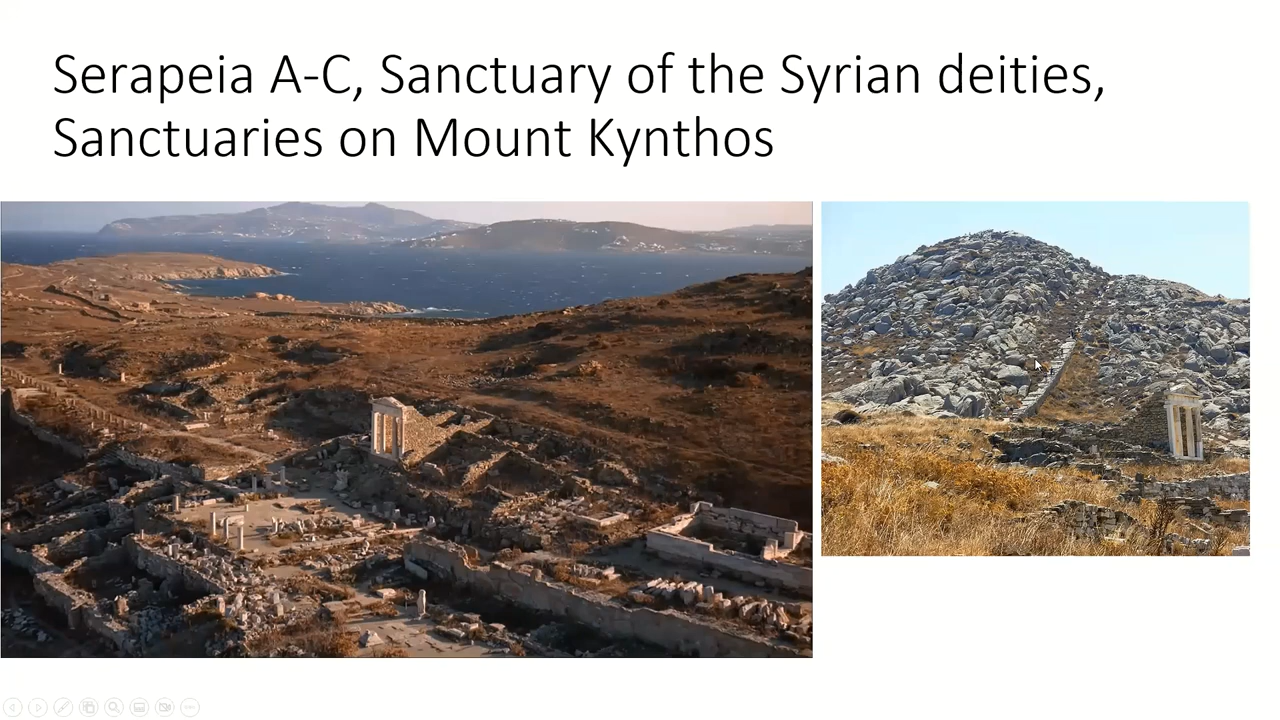 Serapeia A-C, Sanctuary of the Syrian deities,
Sanctuaries on Mount Kynthos